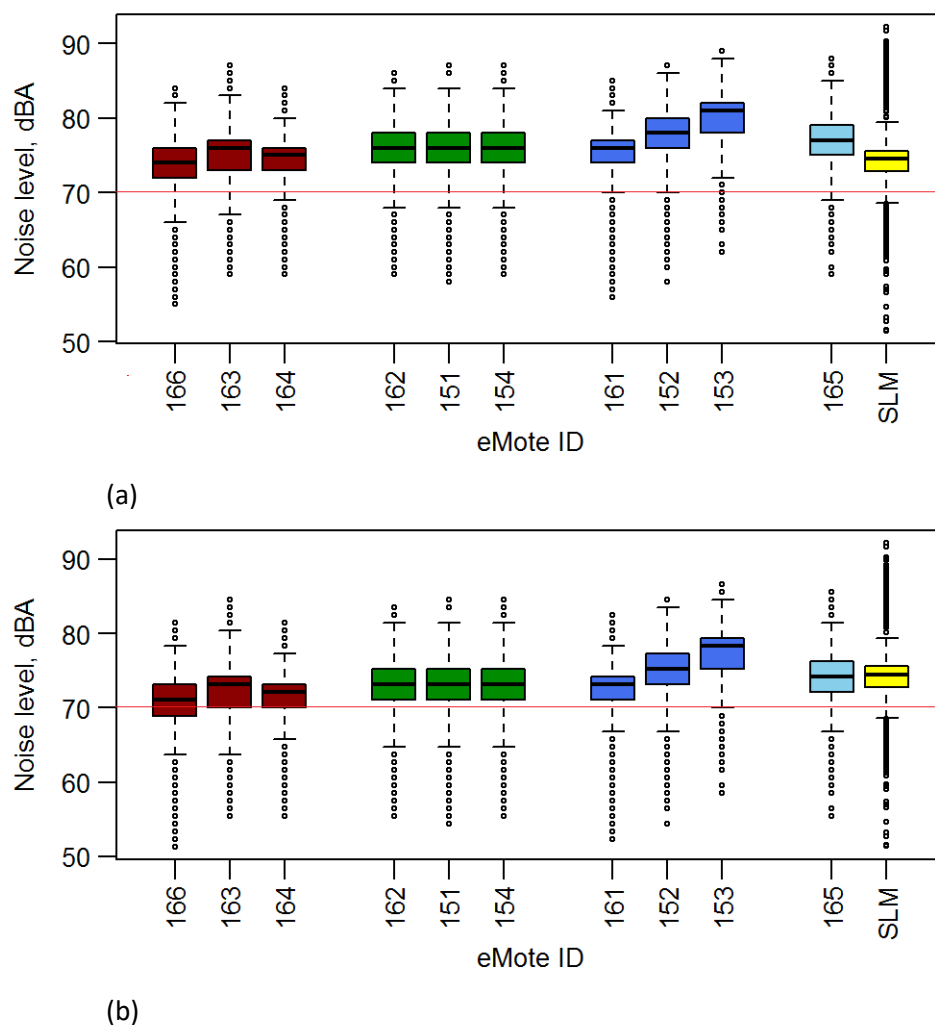 Noise level, dBA
90
80
70
60
50
166 163 164 162 151 154 161 152 153 165 SLM
eMote ID
(a)
Noise level, dBA
90
80
70
60
50
166 163 164 162 151 154 161 152 153 165 SLM
eMote ID
(b)